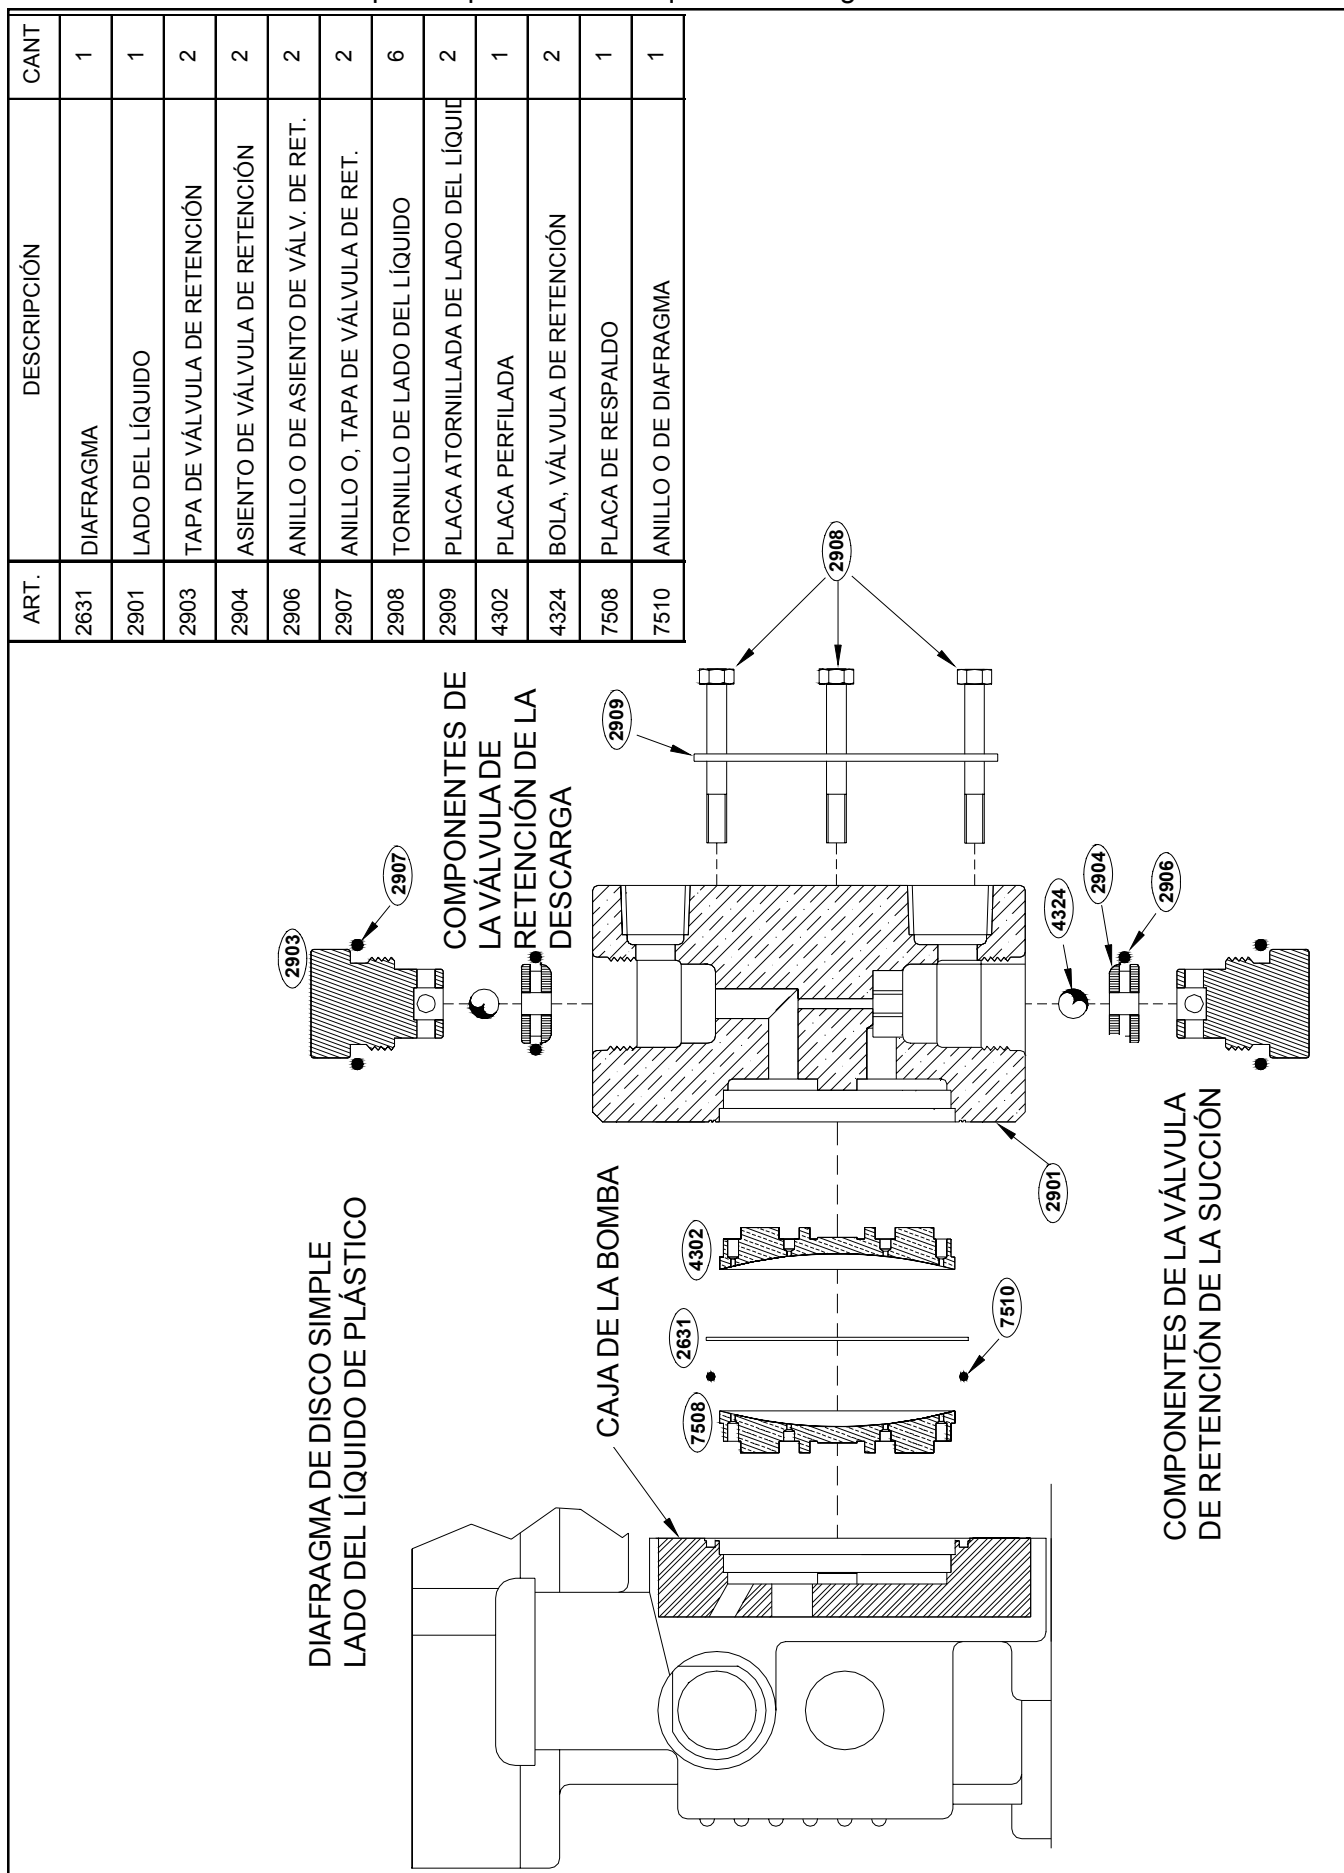 ART. DESCRIPCIÓN CANT
2631 DIAFRAGMA 1
2901 LADO DEL LÍQUIDO 1
2903 TAPA DE VÁLVULA DE RETENCIÓN 2
2904 ASIENTO DE VÁLVULA DE RETENCIÓN 2
2906 ANILLO O DE ASIENTO DE VÁLV. DE RET. 2
2907 ANILLO O, TAPA DE VÁLVULA DE RET. 2
2908 TORNILLO DE LADO DEL LÍQUIDO 6
2909 PLACA ATORNILLADA DE LADO DEL LÍQUID 2
4302 PLACA PERFILADA 1
4324 BOLA, VÁLVULA DE RETENCIÓN 2
7508 PLACA DE RESPALDO 1
7510 ANILLO O DE DIAFRAGMA 1
DIAFRAGMA DE DISCO SIMPLE
LADO DEL LÍQUIDO DE PLÁSTICO
2903
2907
COMPONENTES DE
LA VÁLVULA DE
RETENCIÓN DE LA
DESCARGA
CAJA DE LA BOMBA
7508
2631
4302
2909
2908
7510
2901
4324
2904
2906
COMPONENTES DE LA VÁLVULA
DE RETENCIÓN DE LA SUCCIÓN